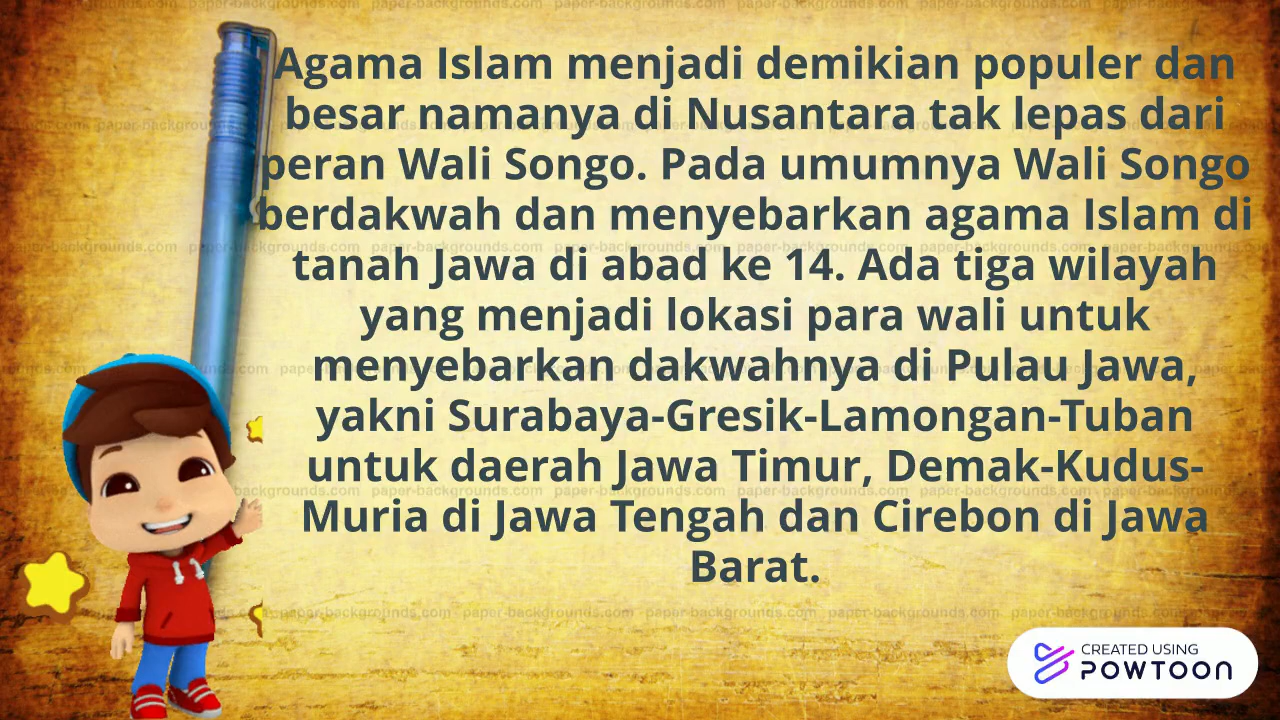 Agama Islam menjadi demikian populer dan
besar namanya di Nusantara tak lepas dari
peran Wali Songo. Pada umumnya Wali Songo
berdakwah dan menyebarkan agama Islam di
tanah Jawa di abad ke 14. Ada tiga wilayah
yang menjadi lokasi para wali untuk
menyebarkan dakwahnya di Pulau Jawa,
yakni Surabaya-Gresik-Lamongan-Tuban
untuk daerah Jawa Timur, Demak-Kudus-
Muria di Jawa Tengah dan Cirebon di Jawa
Barat.
CREATED USING
POWTOON